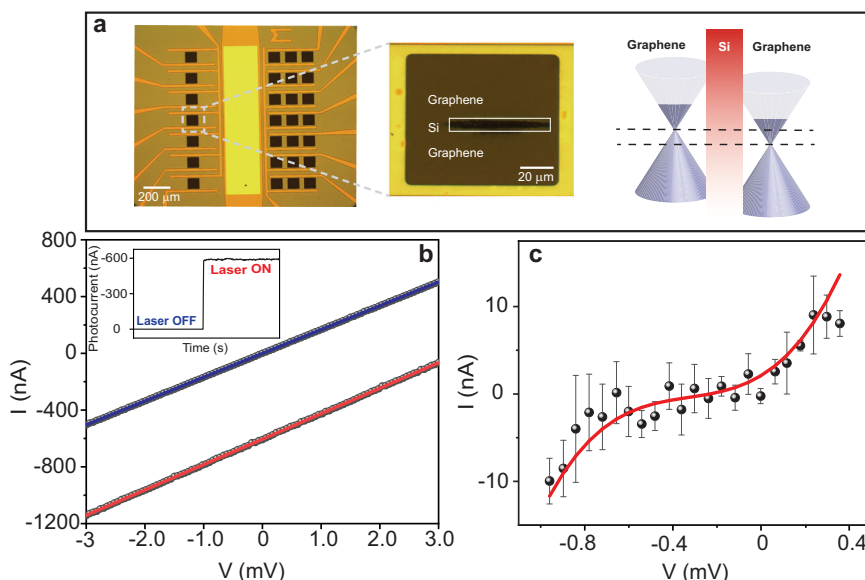 a
Graphene
Si
Graphene
200 μm
Graphene
Si
Graphene
20 μm
b
800
400
0
-400
-800
-1200
I (nA)
-3
-2
-1
0
1.0
2.0
3.0
V (mV)
Photocurrent (nA)
-600
-300
0
Laser ON
Laser OFF
Time (s)
c
10
0
-10
I (nA)
-0.8
-0.4
0
0.4
V (mV)